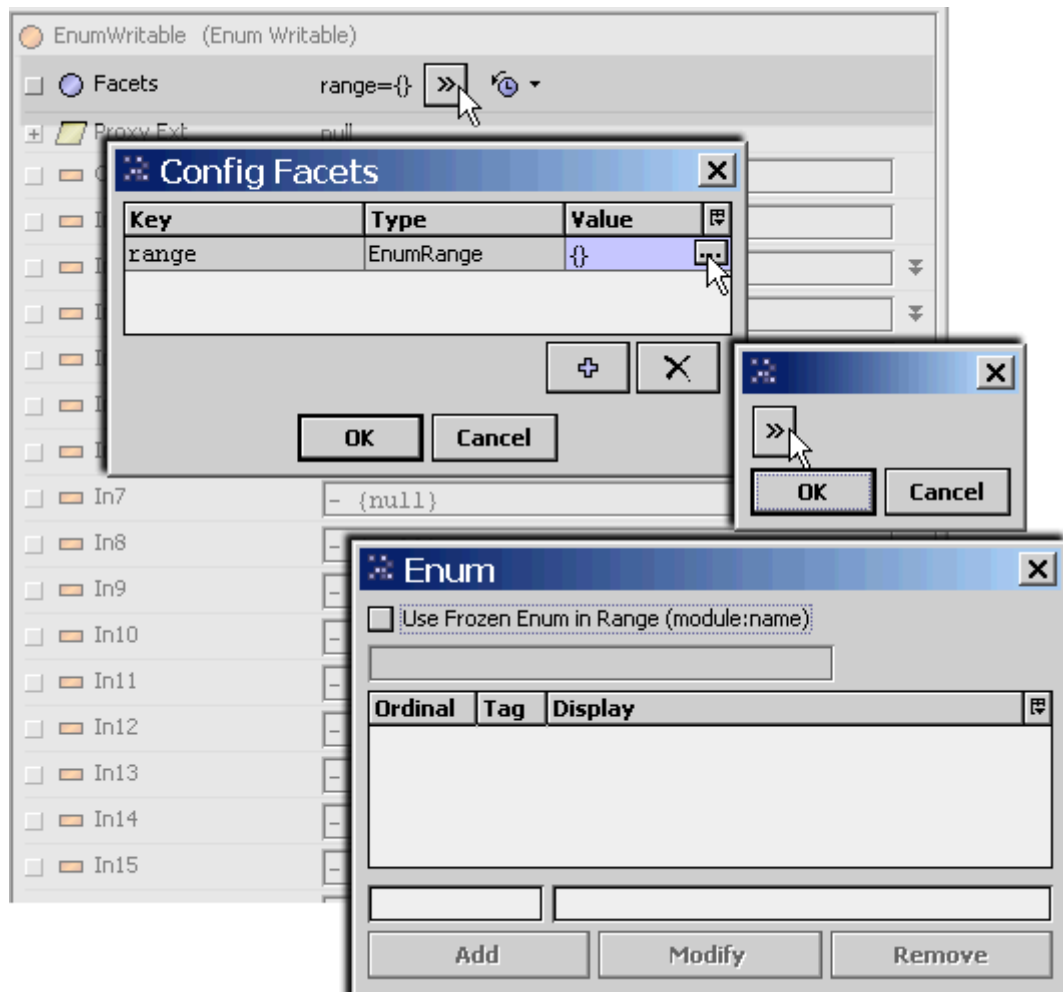 EnumWritable (Enum Writable)
Facets range={} »
Proxy Ext null
Config Facets
Key Type Value
range EnumRange {} ...
OK Cancel
»
OK Cancel
In7 - {null}
In8 -
In9 -
In10 -
In11 -
In12 -
In13 -
In14 -
In15 -
Enum
Use Frozen Enum in Range (module:name)
Ordinal Tag Display
Add Modify Remove